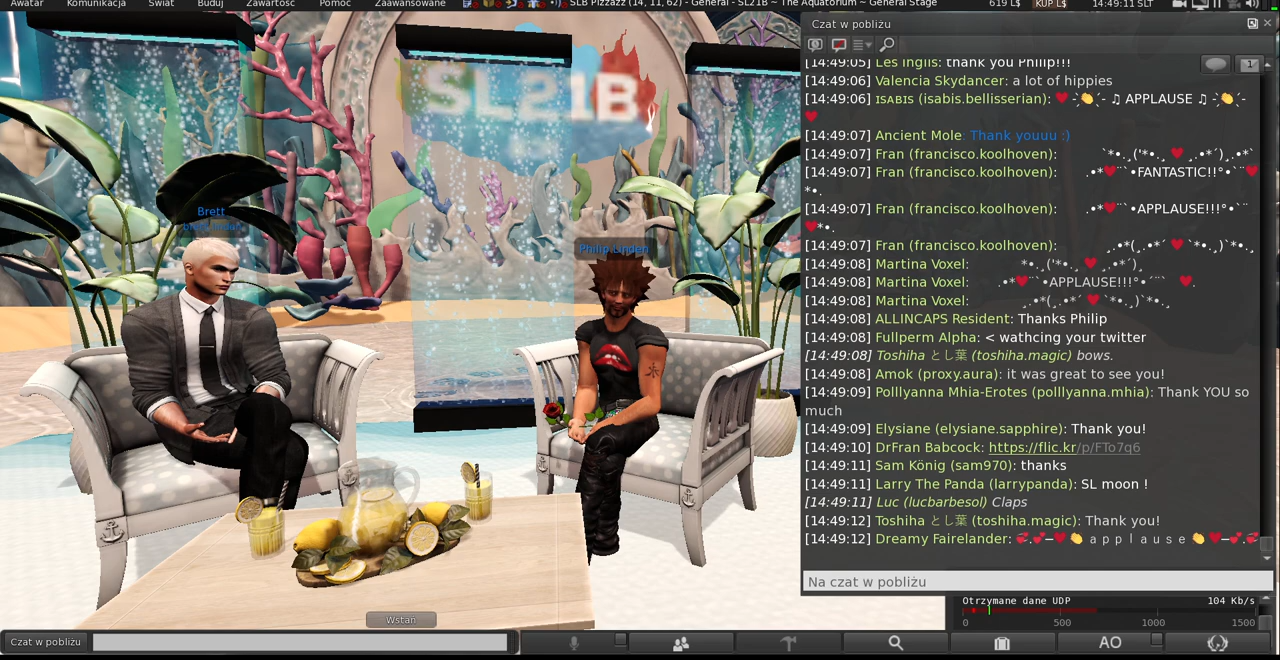 Awatar Komunikacja Świat Buduj Zawartość Pomoc Zaawansowane SLB Pizzazz (14, 11, 62) - General - SL21B ~ The Aquatorium ~ General Stage 619 L$ KUP L$ 14:49:11 SLT
Czat w pobliżu
1
[14:49:05] Les Inglis: thank you Philip!!!
[14:49:06] Valencia Skydancer: a lot of hippies
[14:49:06] ɪsᴀʙɪs (isabis.bellisserian): ♥ -҉👏҉- ♫ APPLAUSE ♫ -҉👏҉-
♥
[14:49:07] Ancient Mole: Thank youuu :)
[14:49:07] Fran (francisco.koolhoven): `*•.¸('*•.¸ ♥ ¸.•*´)¸.•*`
[14:49:07] Fran (francisco.koolhoven): .•*♥¨`•FANTASTIC!!°•´¨♥
*•.
[14:49:07] Fran (francisco.koolhoven): .•*♥¨`•APPLAUSE!!!°•´¨
♥*•.
[14:49:07] Fran (francisco.koolhoven): ¸.•*(¸.•*´ ♥`*•.¸)`*•.¸
[14:49:08] Martina Voxel: *•.¸('*•.¸ ♥ ¸.•*´)¸
[14:49:08] Martina Voxel: .•*♥¨`•APPLAUSE!!!°•´¨` ♥.
[14:49:08] Martina Voxel: ¸.•*(¸.•*´ ♥`*•.¸)`*•.¸
[14:49:08] ALLINCAPS Resident: Thanks Philip
[14:49:08] Fullperm Alpha: < wathcing your twitter
[14:49:08] Toshiha とし葉 (toshiha.magic) bows.
[14:49:08] Amok (proxy.aura): it was great to see you!
[14:49:09] Polllyanna Mhia-Erotes (polllyanna.mhia): Thank YOU so
much
[14:49:09] Elysiane (elysiane.sapphire): Thank you!
[14:49:10] DrFran Babcock: https://flic.kr/p/FTo7q6
[14:49:11] Sam König (sam970): thanks
[14:49:11] Larry The Panda (larrypanda): SL moon !
[14:49:11] Luc (lucbarbesol) Claps
[14:49:12] Toshiha とし葉 (toshiha.magic): Thank you!
[14:49:12] Dreamy Fairelander: 💞.💕─♥👏 a p p l a u s e 👏♥─💕.💞
Na czat w pobliżu
SL21B
Brett
Philip Linden
Wstań
Otrzymane dane UDP 104 Kb/s
0 500 1000 1500
Czat w pobliżu
AO